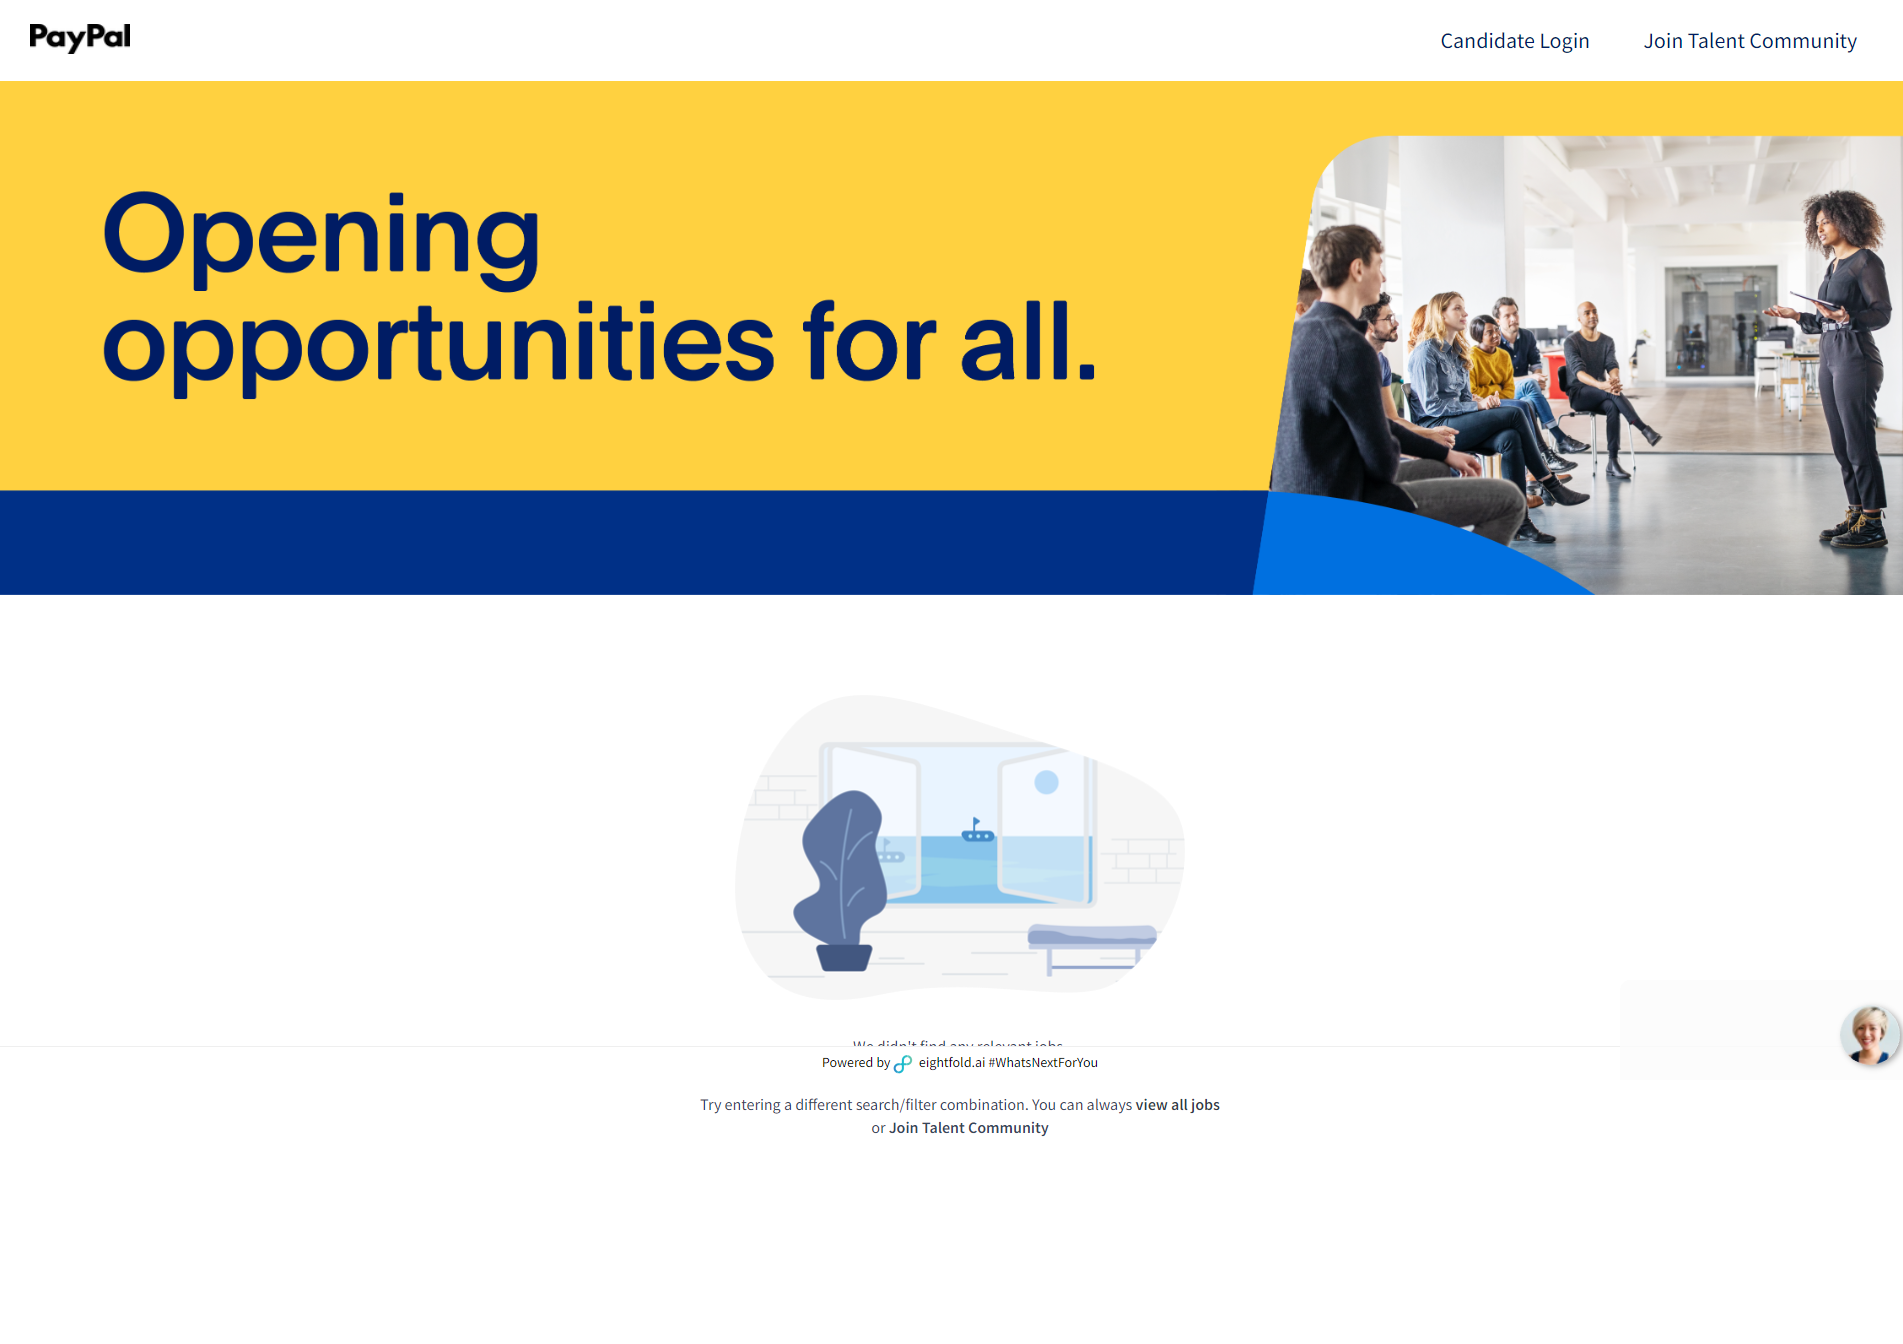 PayPal
Candidate Login
Join Talent Community
Opening
opportunities for all.
We didn't find any relevant jobs
Powered by eightfold.ai #WhatsNextForYou
Try entering a different search/filter combination. You can always view all jobs
or Join Talent Community